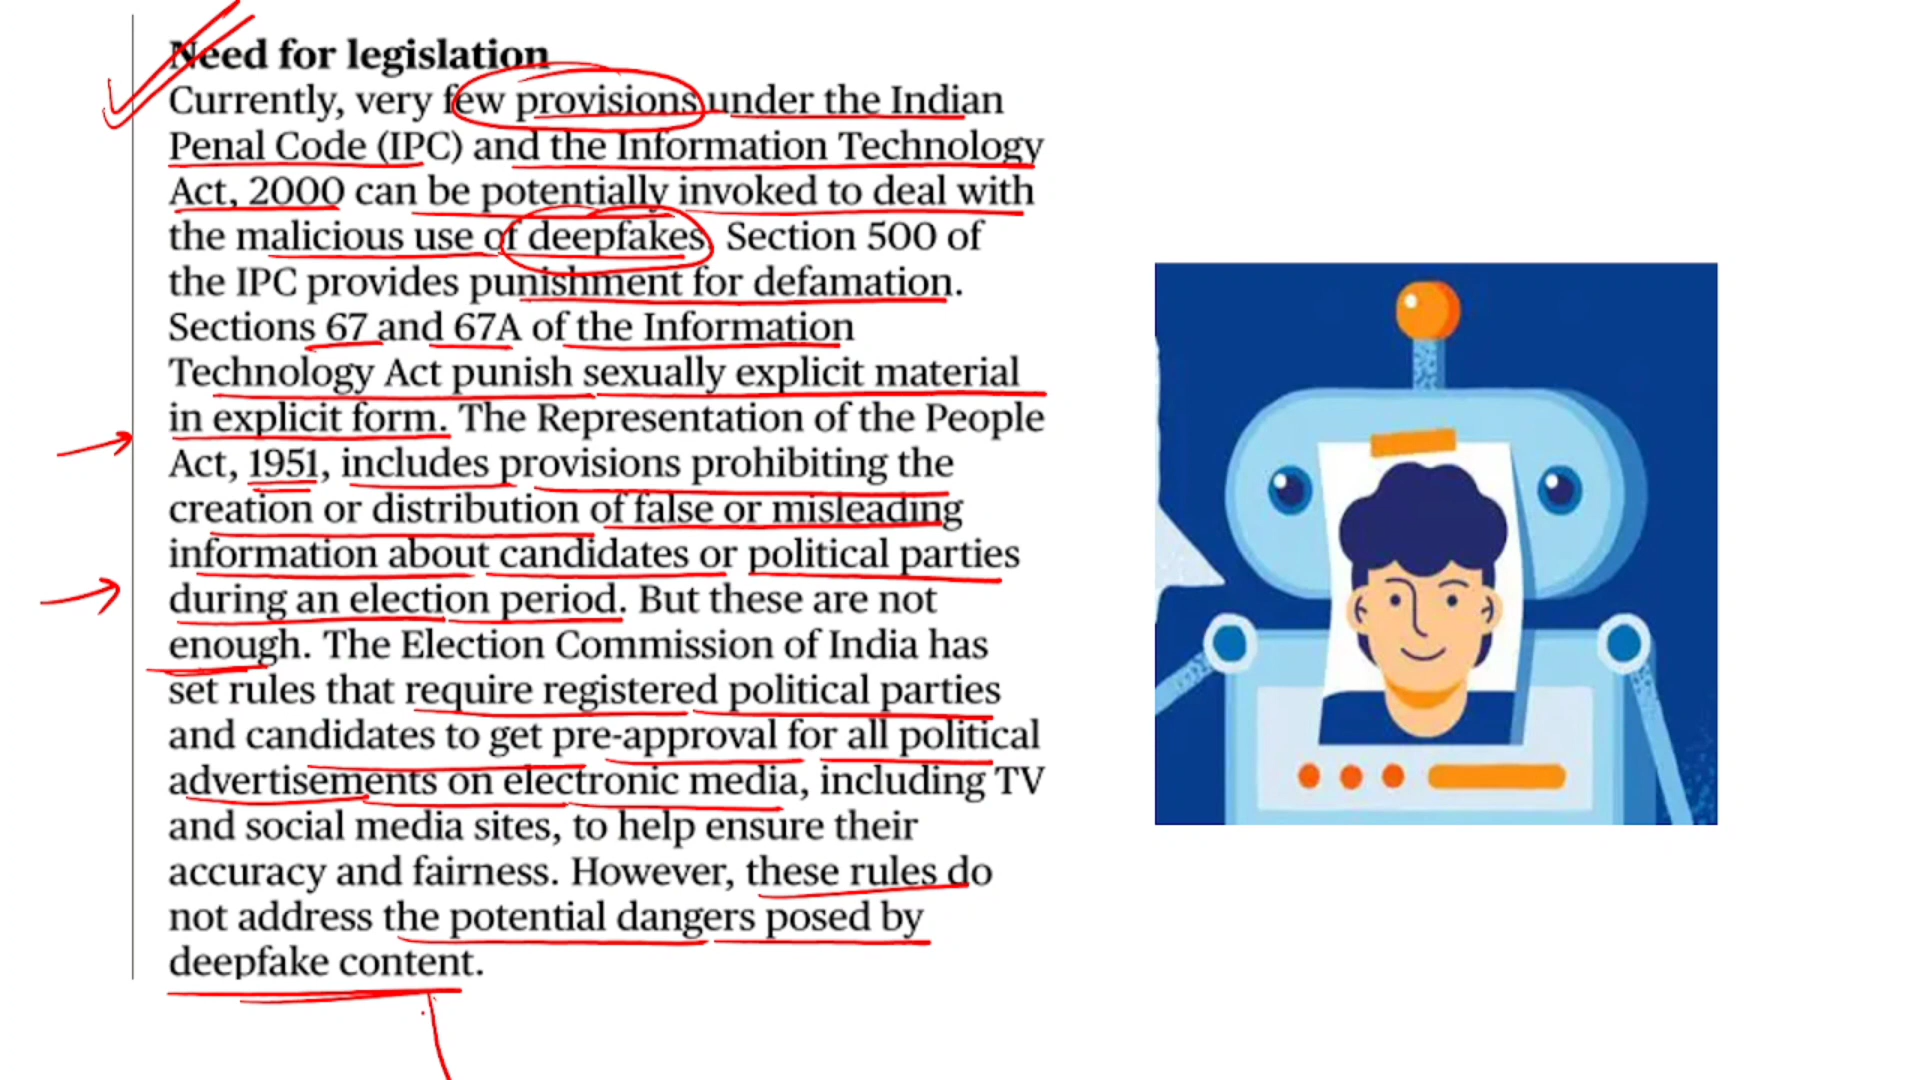 Need for legislation
Currently, very few provisions under the Indian
Penal Code (IPC) and the Information Technology
Act, 2000 can be potentially invoked to deal with
the malicious use of deepfakes. Section 500 of
the IPC provides punishment for defamation.
Sections 67 and 67A of the Information
Technology Act punish sexually explicit material
in explicit form. The Representation of the People
Act, 1951, includes provisions prohibiting the
creation or distribution of false or misleading
information about candidates or political parties
during an election period. But these are not
enough. The Election Commission of India has
set rules that require registered political parties
and candidates to get pre-approval for all political
advertisements on electronic media, including TV
and social media sites, to help ensure their
accuracy and fairness. However, these rules do
not address the potential dangers posed by
deepfake content.